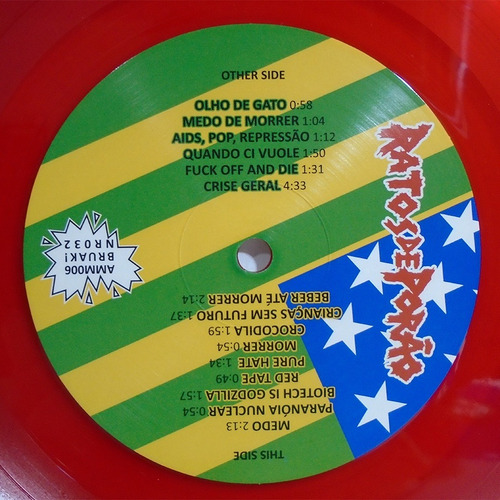 OTHER SIDE
OLHO DE GATO 0:58
MEDO DE MORRER 1:04
AIDS, POP, REPRESSÃO 1:12
QUANDO CI VUOLE 1:50
FUCK OFF AND DIE 1:31
CRISE GERAL 4:33
RATOS DE PORÃO
AMM006
BRUAK!
NR032
THIS SIDE
MEDO 2:13
PARANÓIA NUCLEAR 0:54
BIOTECH IS GODZILLA 1:57
RED TAPE 0:49
PURE HATE 1:34
MORRER 0:54
CROCODILA 1:59
CRIANÇAS SEM FUTURO 1:37
BEBER ATÉ MORRER 2:14